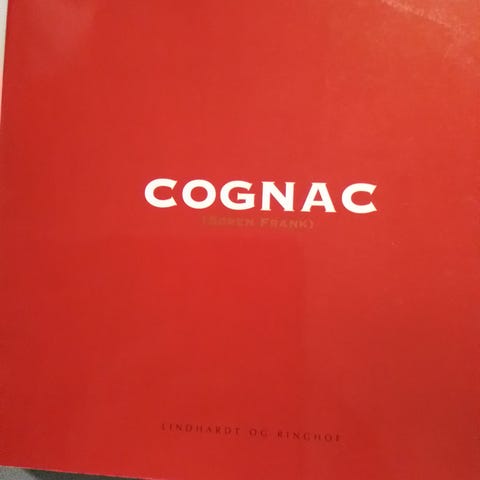 COGNAC
(SØREN FRANK)
LINDHARDT OG RINGHOF